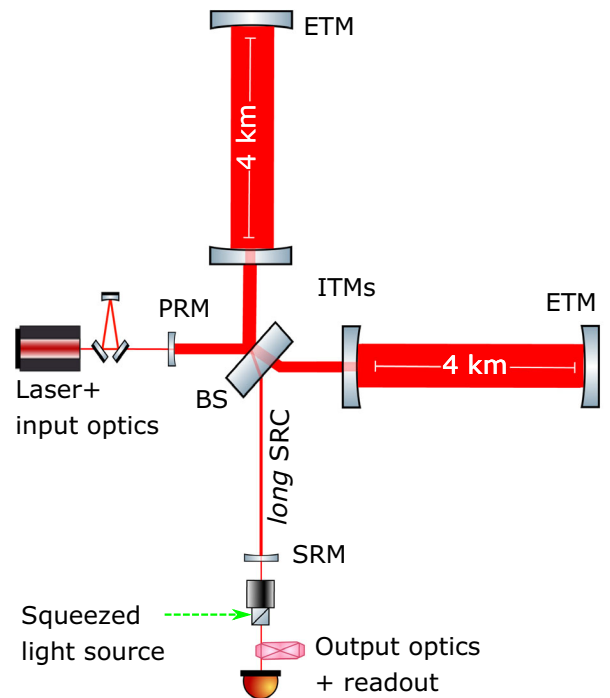 ETM
4 km
ITMs
ETM
PRM
4 km
Laser+
input optics
BS
long SRC
SRM
Squeezed
light source
Output optics
+ readout